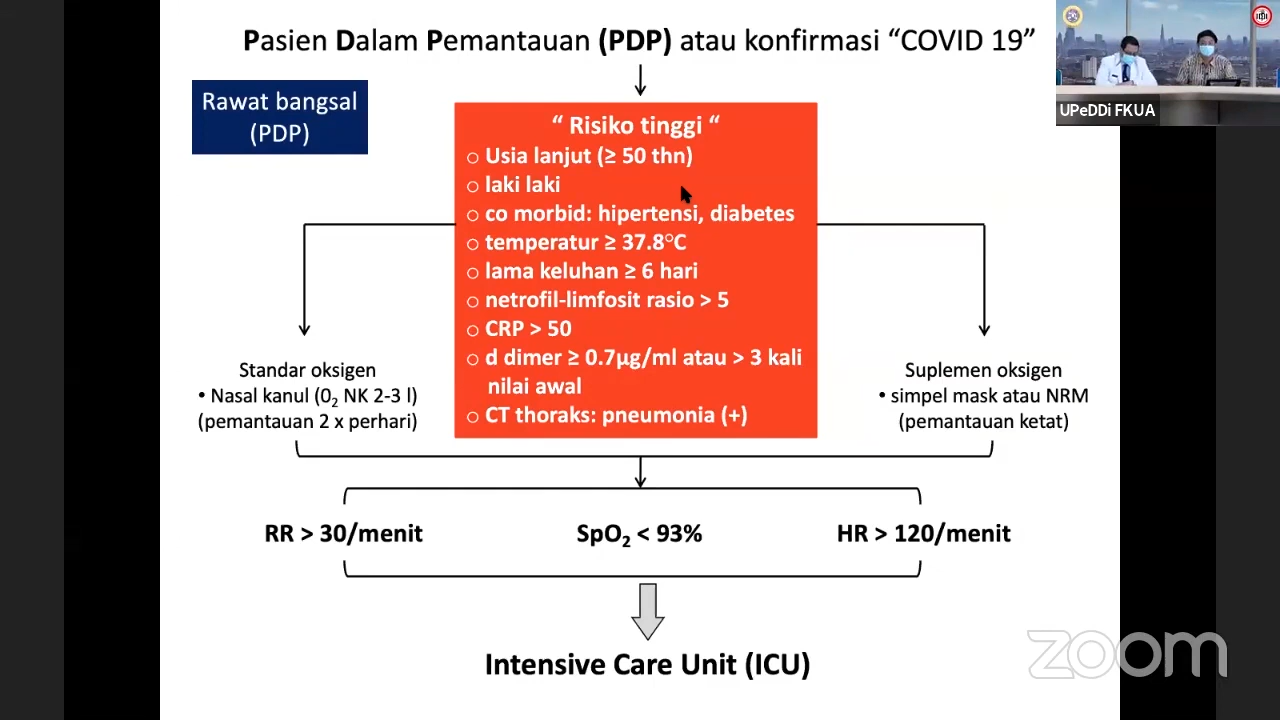 Pasien Dalam Pemantauan (PDP) atau konfirmasi “COVID 19”
UPeDDi FKUA
Rawat bangsal
(PDP)
“ Risiko tinggi “
○ Usia lanjut (≥ 50 thn)
○ laki laki
○ co morbid: hipertensi, diabetes
○ temperatur ≥ 37.8°C
○ lama keluhan ≥ 6 hari
○ netrofil-limfosit rasio > 5
○ CRP > 50
○ d dimer ≥ 0.7µg/ml atau > 3 kali
nilai awal
○ CT thoraks: pneumonia (+)
Standar oksigen
• Nasal kanul (0₂ NK 2-3 l)
(pemantauan 2 x perhari)
Suplemen oksigen
• simpel mask atau NRM
(pemantauan ketat)
RR > 30/menit
SpO₂ < 93%
HR > 120/menit
Intensive Care Unit (ICU)
zoom